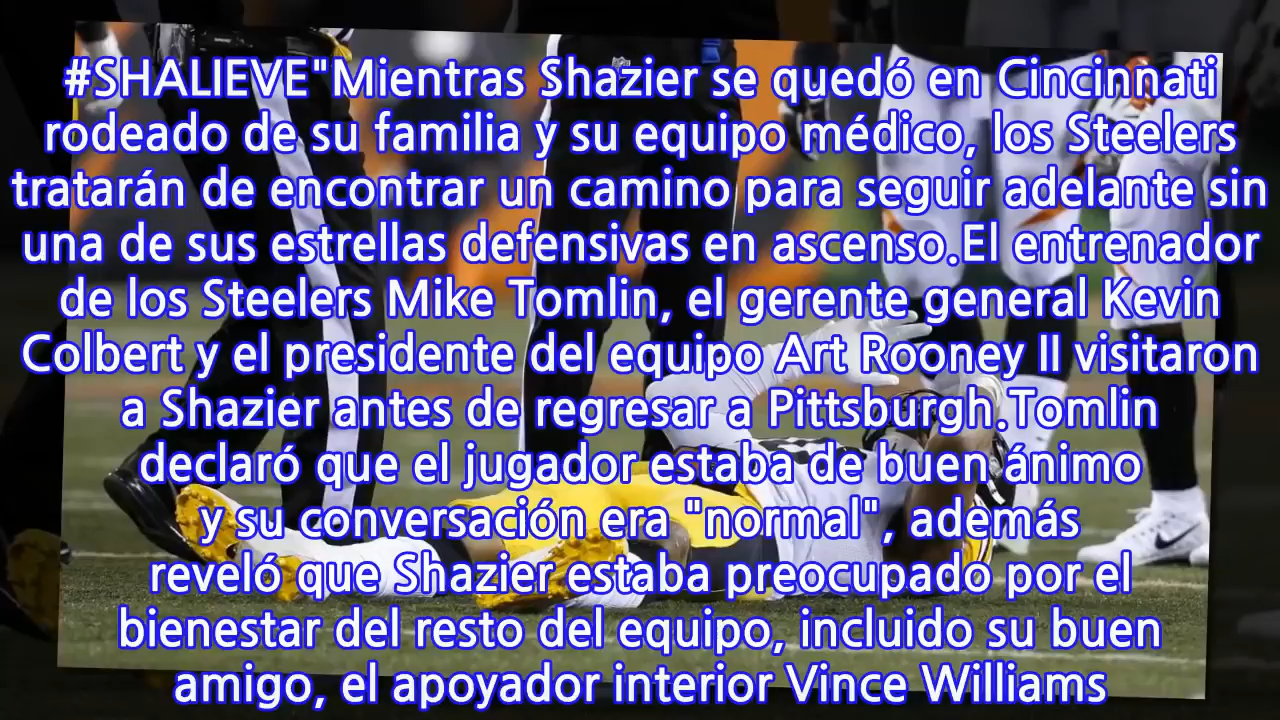 #SHALIEVE"Mientras Shazier se quedó en Cincinnati
rodeado de su familia y su equipo médico, los Steelers
tratarán de encontrar un camino para seguir adelante sin
una de sus estrellas defensivas en ascenso.El entrenador
de los Steelers Mike Tomlin, el gerente general Kevin
Colbert y el presidente del equipo Art Rooney II visitaron
a Shazier antes de regresar a Pittsburgh.Tomlin
declaró que el jugador estaba de buen ánimo
y su conversación era "normal", además
reveló que Shazier estaba preocupado por el
bienestar del resto del equipo, incluido su buen
amigo, el apoyador interior Vince Williams